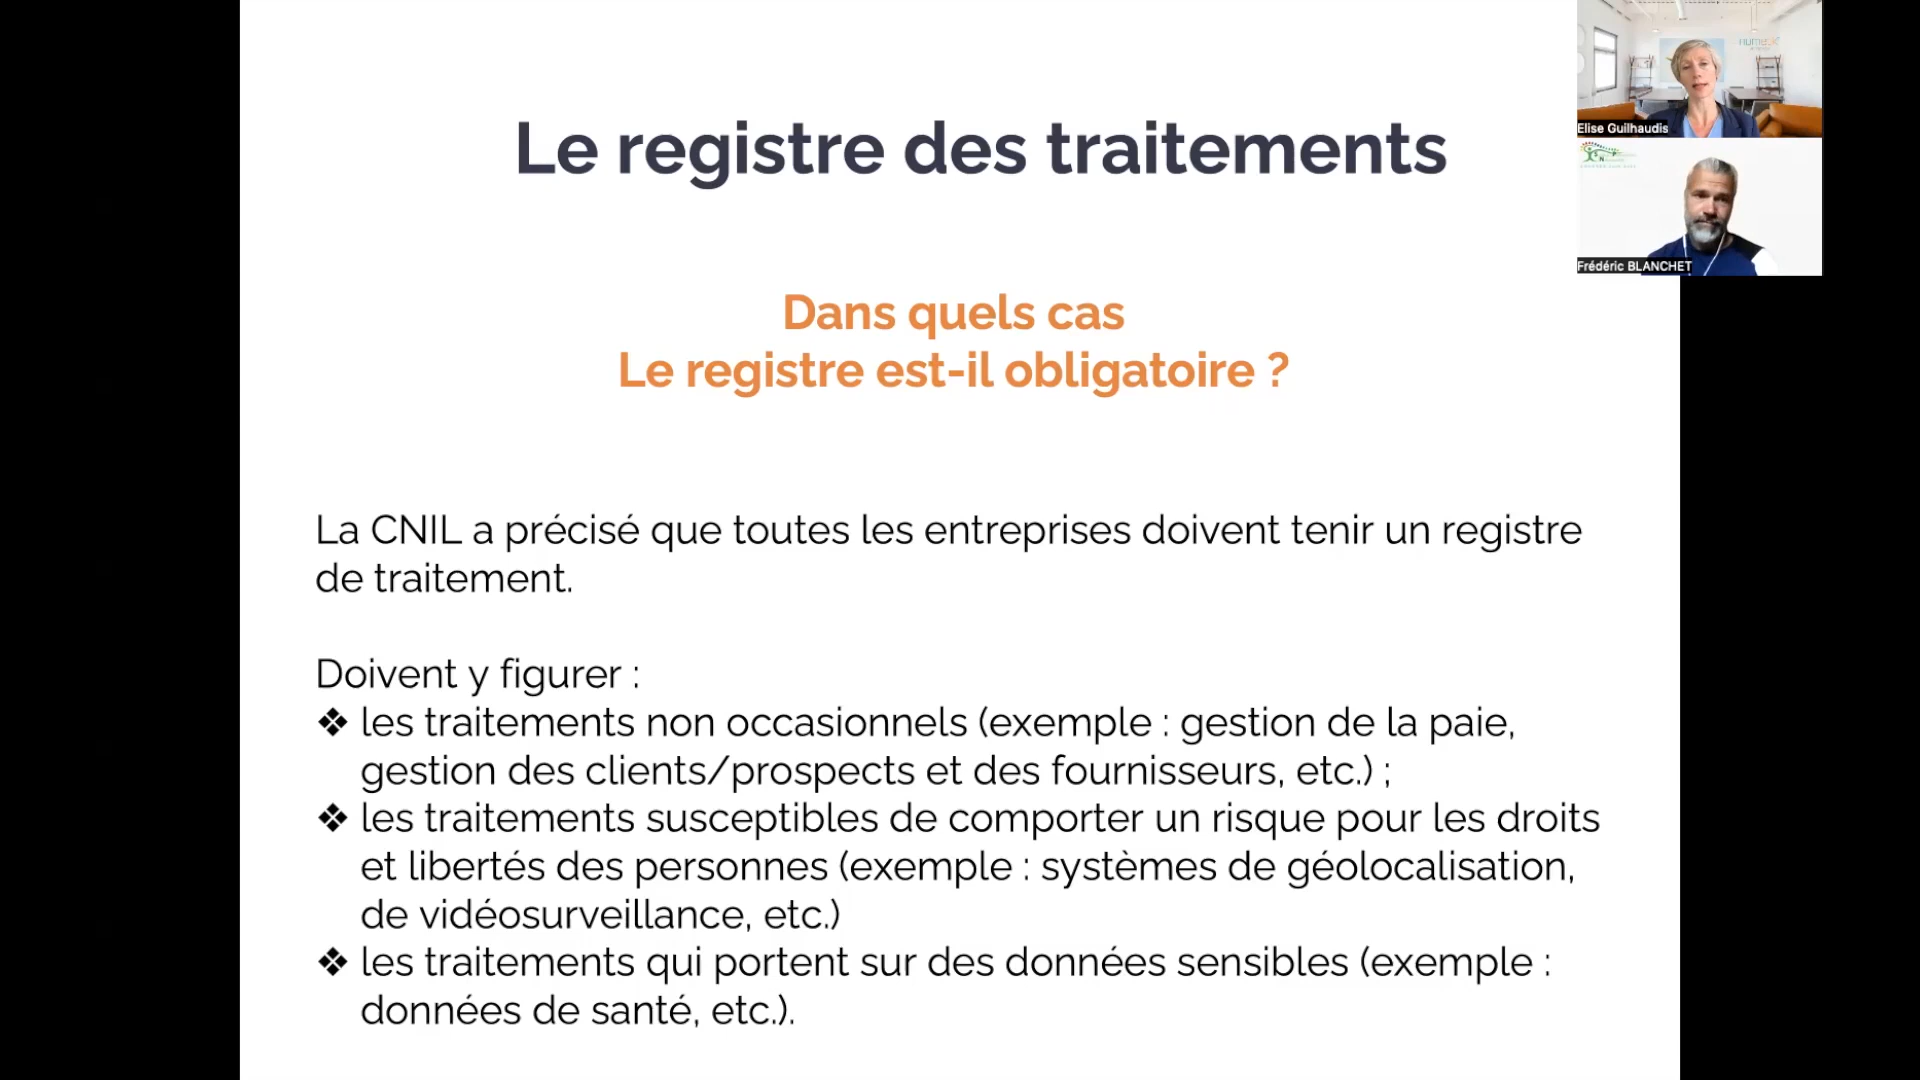 Le registre des traitements
Dans quels cas
Le registre est-il obligatoire ?
La CNIL a précisé que toutes les entreprises doivent tenir un registre
de traitement.
Doivent y figurer :
❖ les traitements non occasionnels (exemple : gestion de la paie,
gestion des clients/prospects et des fournisseurs, etc.) ;
❖ les traitements susceptibles de comporter un risque pour les droits
et libertés des personnes (exemple : systèmes de géolocalisation,
de vidéosurveillance, etc.)
❖ les traitements qui portent sur des données sensibles (exemple :
données de santé, etc.).
Elise Guilhaudis
Frédéric BLANCHET